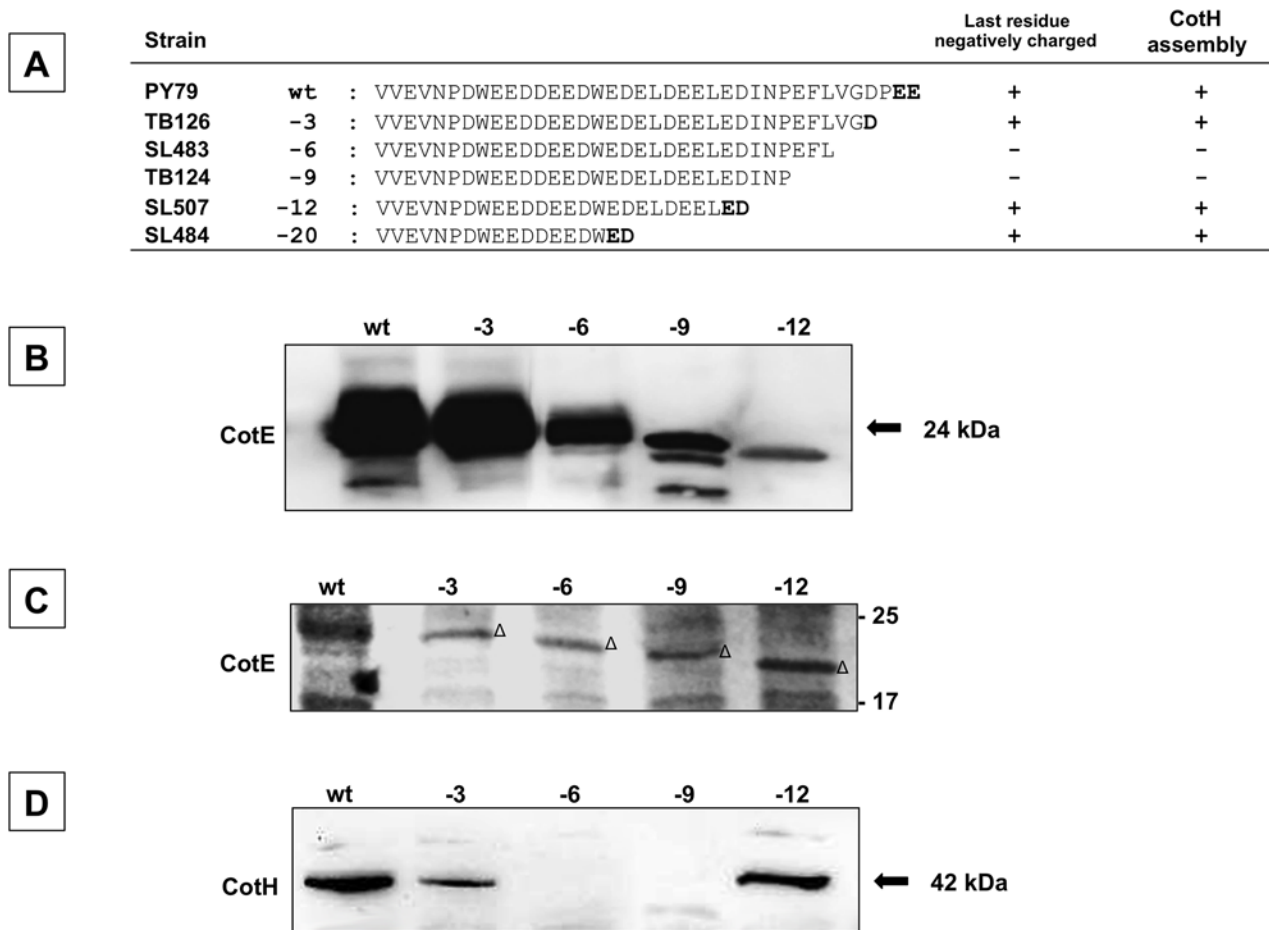 A
Strain Last residue negatively charged CotH assembly
PY79 wt : VVEVNPDWEEDDEEDWEDELDEELEDINPEFLVGDPEE + +
TB126 -3 : VVEVNPDWEEDDEEDWEDELDEELEDINPEFLVGD + +
SL483 -6 : VVEVNPDWEEDDEEDWEDELDEELEDINPEFL - -
TB124 -9 : VVEVNPDWEEDDEEDWEDELDEELEDINP - -
SL507 -12 : VVEVNPDWEEDDEEDWEDELDEELED + +
SL484 -20 : VVEVNPDWEEDDEEDWED + +
B
wt -3 -6 -9 -12
CotE 24 kDa
C
wt -3 -6 -9 -12
- 25
CotE
- 17
D
wt -3 -6 -9 -12
CotH 42 kDa